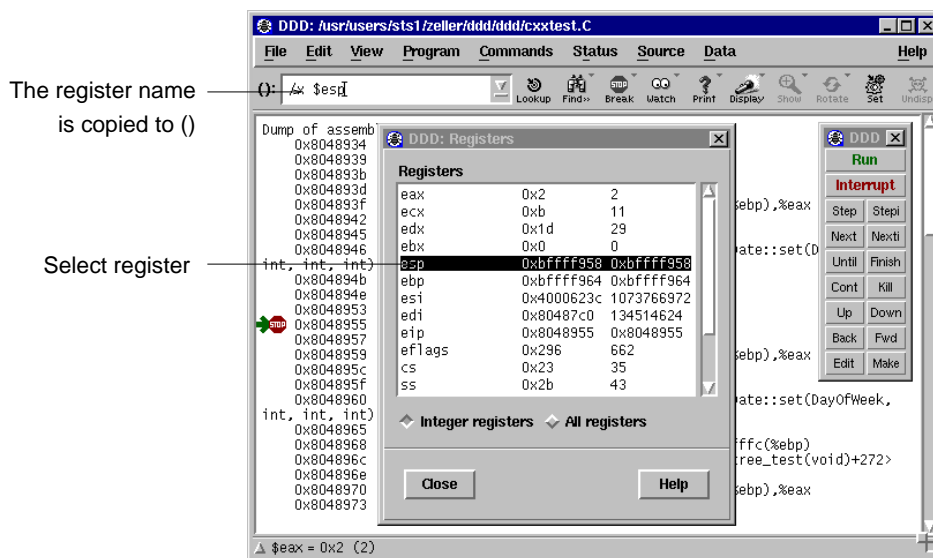 DDD: /usr/users/sts1/zeller/ddd/ddd/cxxtest.C
File Edit View Program Commands Status Source Data Help
The register name
is copied to ()
(): /x $esp
Lookup Find» Break Watch Print Display Show Rotate Set Undisp
Dump of assembl
0x8048934
0x8048939
0x804893b
0x804893d
0x804893f %ebp),%eax
0x8048942
0x8048945
0x8048946 ate::set(D
int, int, int)
0x804894b
0x804894e
0x8048953
STOP 0x8048955
0x8048957
0x8048959 %ebp),%eax
0x804895c
0x804895f
0x8048960 ate::set(DayOfWeek,
int, int, int)
0x8048965
0x8048968 fffc(%ebp)
0x804896c tree_test(void)+272>
0x804896e
0x8048970 %ebp),%eax
0x8048973
DDD: Registers
Registers
eax 0x2 2
ecx 0xb 11
edx 0x1d 29
ebx 0x0 0
Select register
esp 0xbffff958 0xbffff958
ebp 0xbffff964 0xbffff964
esi 0x4000623c 1073766972
edi 0x80487c0 134514624
eip 0x8048955 0x8048955
eflags 0x296 662
cs 0x23 35
ss 0x2b 43
Integer registers All registers
Close Help
DDD
Run
Interrupt
Step Stepi
Next Nexti
Until Finish
Cont Kill
Up Down
Back Fwd
Edit Make
$eax = 0x2 (2)